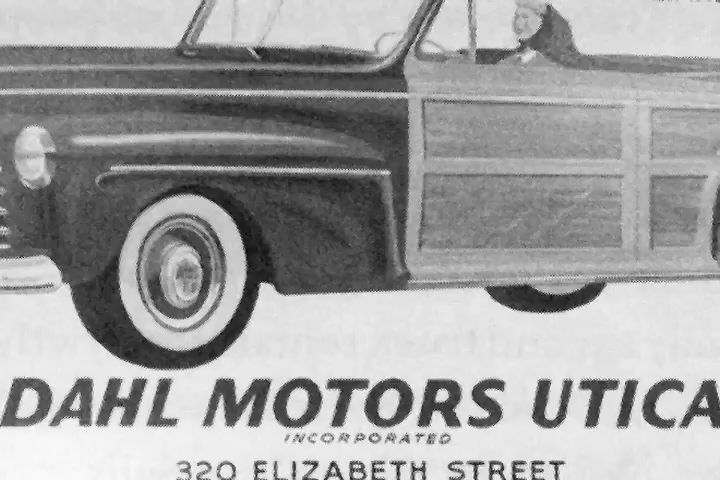 DAHL MOTORS UTICA
INCORPORATED
320 ELIZABETH STREET